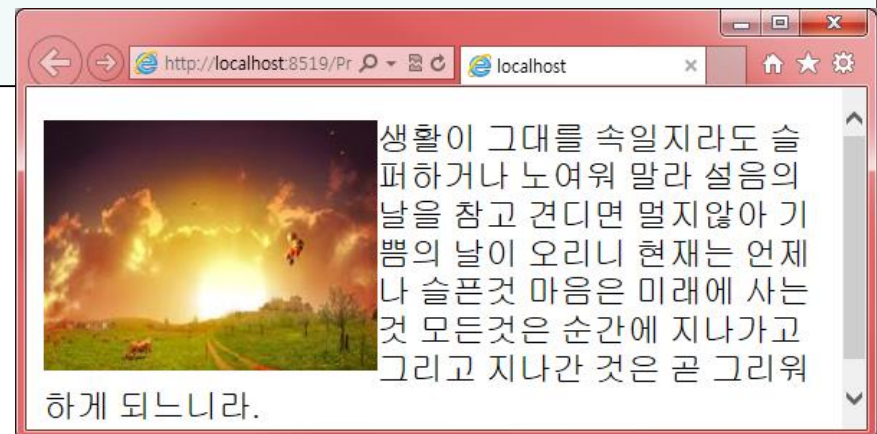 http://localhost:8519/Pr
localhost
생활이 그대를 속일지라도 슬
퍼하거나 노여워 말라 설음의
날을 참고 견디면 멀지않아 기
쁨의 날이 오리니 현재는 언제
나 슬픈것 마음은 미래에 사는
것 모든것은 순간에 지나가고
그리고 지나간 것은 곧 그리워
하게 되느니라.